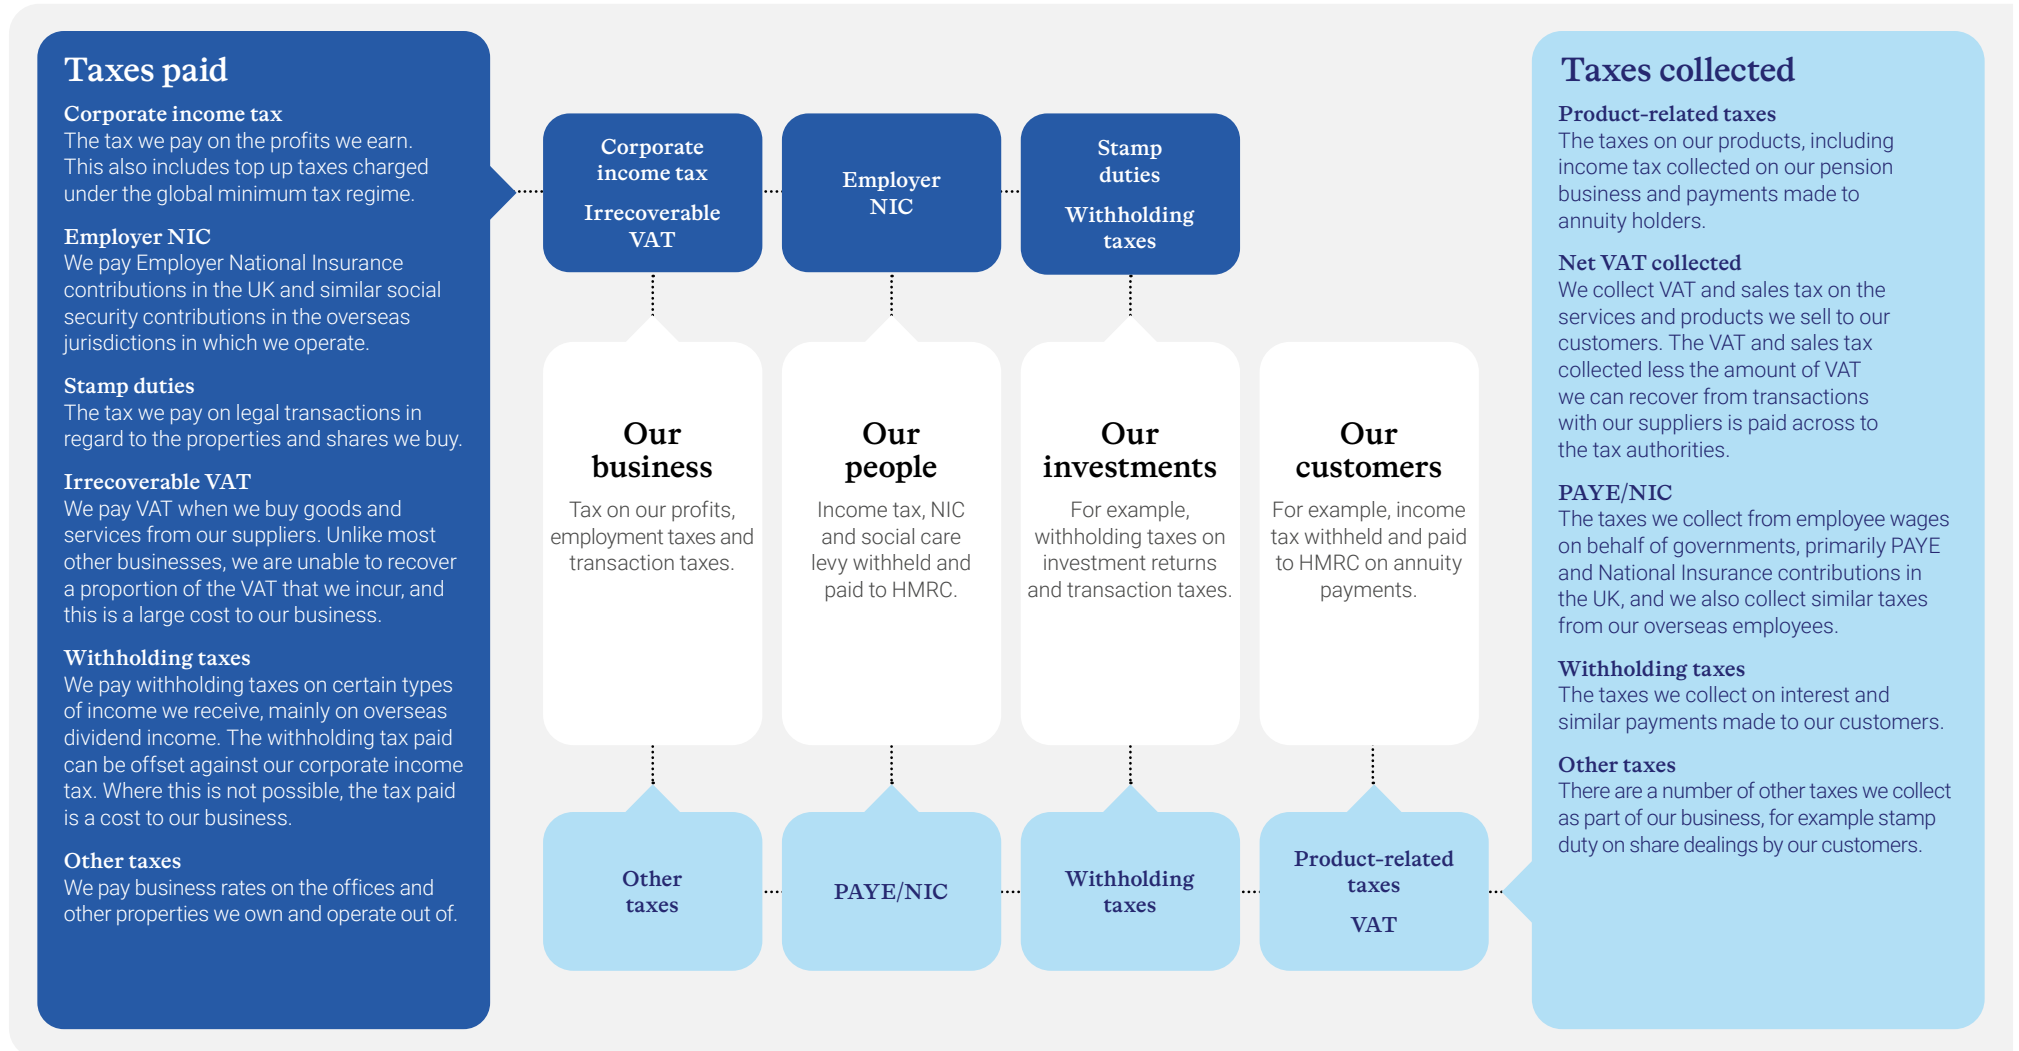 Taxes paid
Corporate income tax
The tax we pay on the profits we earn.
This also includes top up taxes charged
under the global minimum tax regime.
Employer NIC
We pay Employer National Insurance
contributions in the UK and similar social
security contributions in the overseas
jurisdictions in which we operate.
Stamp duties
The tax we pay on legal transactions in
regard to the properties and shares we buy.
Irrecoverable VAT
We pay VAT when we buy goods and
services from our suppliers. Unlike most
other businesses, we are unable to recover
a proportion of the VAT that we incur, and
this is a large cost to our business.
Withholding taxes
We pay withholding taxes on certain types
of income we receive, mainly on overseas
dividend income. The withholding tax paid
can be offset against our corporate income
tax. Where this is not possible, the tax paid
is a cost to our business.
Other taxes
We pay business rates on the offices and
other properties we own and operate out of.
Corporate
income tax
Irrecoverable
VAT
Employer
NIC
Stamp
duties
Withholding
taxes
Our
business
Tax on our profits,
employment taxes and
transaction taxes.
Our
people
Income tax, NIC
and social care
levy withheld and
paid to HMRC.
Our
investments
For example,
withholding taxes on
investment returns
and transaction taxes.
Our
customers
For example, income
tax withheld and paid
to HMRC on annuity
payments.
Other
taxes
PAYE/NIC
Withholding
taxes
Product-related
taxes
VAT
Taxes collected
Product-related taxes
The taxes on our products, including
income tax collected on our pension
business and payments made to
annuity holders.
Net VAT collected
We collect VAT and sales tax on the
services and products we sell to our
customers. The VAT and sales tax
collected less the amount of VAT
we can recover from transactions
with our suppliers is paid across to
the tax authorities.
PAYE/NIC
The taxes we collect from employee wages
on behalf of governments, primarily PAYE
and National Insurance contributions in
the UK, and we also collect similar taxes
from our overseas employees.
Withholding taxes
The taxes we collect on interest and
similar payments made to our customers.
Other taxes
There are a number of other taxes we collect
as part of our business, for example stamp
duty on share dealings by our customers.